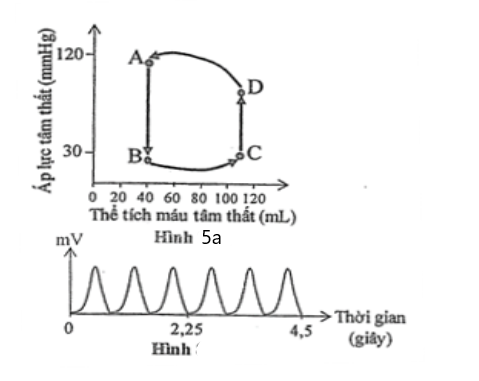 Áp lực tâm thất (mmHg)
120
30
A
D
B
C
0 20 40 60 80 100 120
Thể tích máu tâm thất (mL)
Hình 5a
mV
0 2,25 4,5
Thời gian
(giây)
Hình